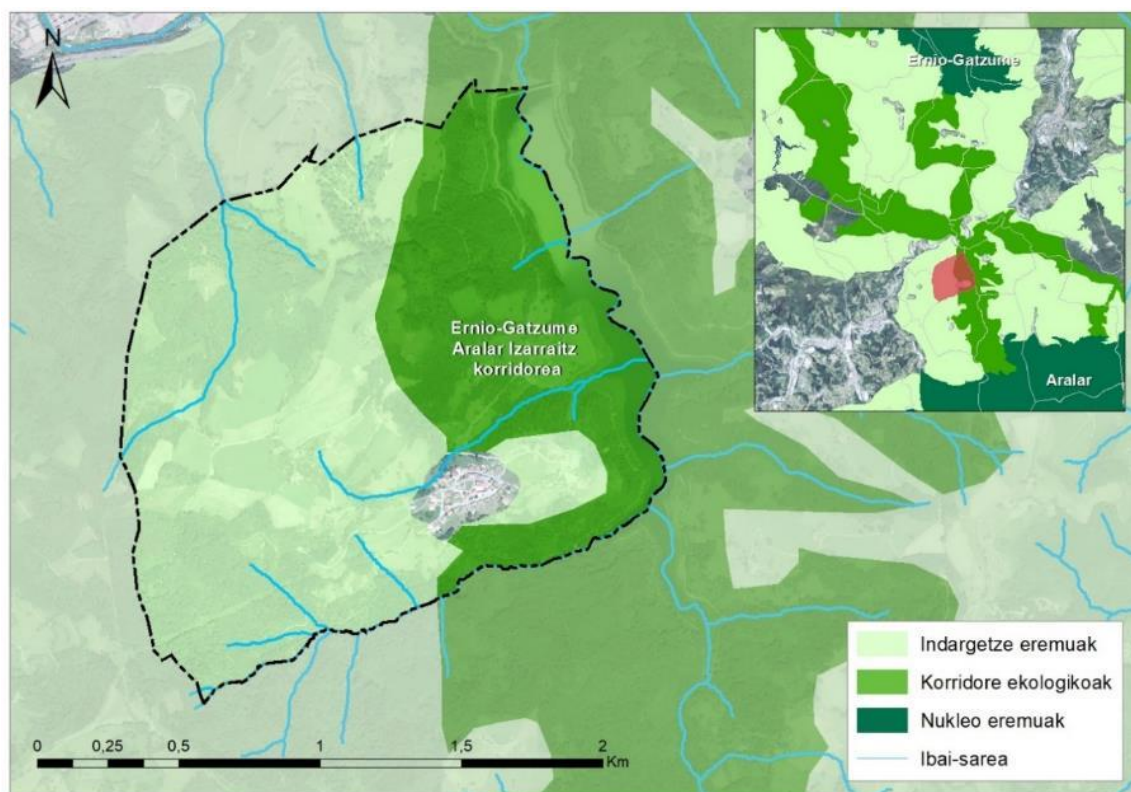 N
Ernio-Gatzume
Aralar
Ernio-Gatzume
Aralar Izarraitz
korridorea
Indargetze eremuak
Korridore ekologikoak
Nukleo eremuak
Ibai-sarea
0 0,25 0,5 1 1,5 2
Km